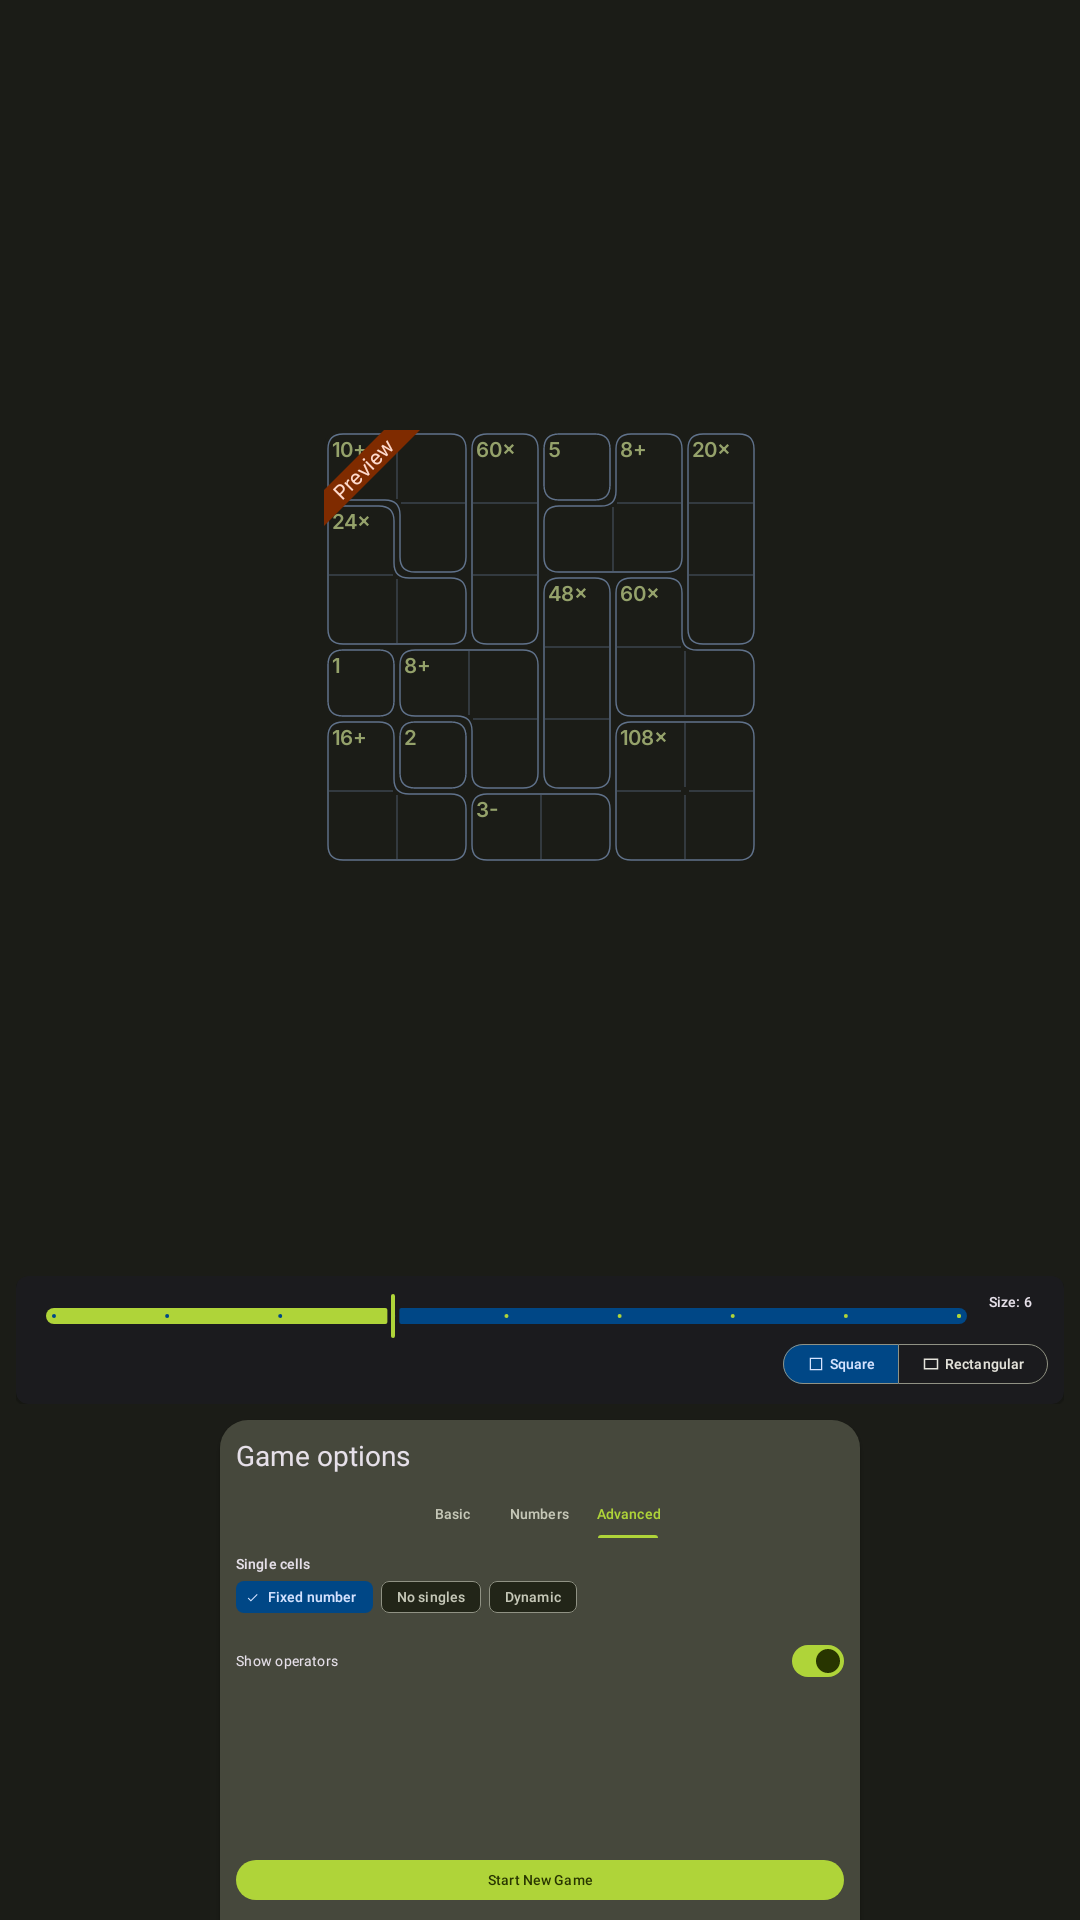 10+ 60× 5 8+ 20×
Preview
24×
48× 60×
1 8+
16+ 2 108×
3-
Size: 6
Square Rectangular
Game options
Basic Numbers Advanced
Single cells
Fixed number No singles Dynamic
Show operators
Start New Game